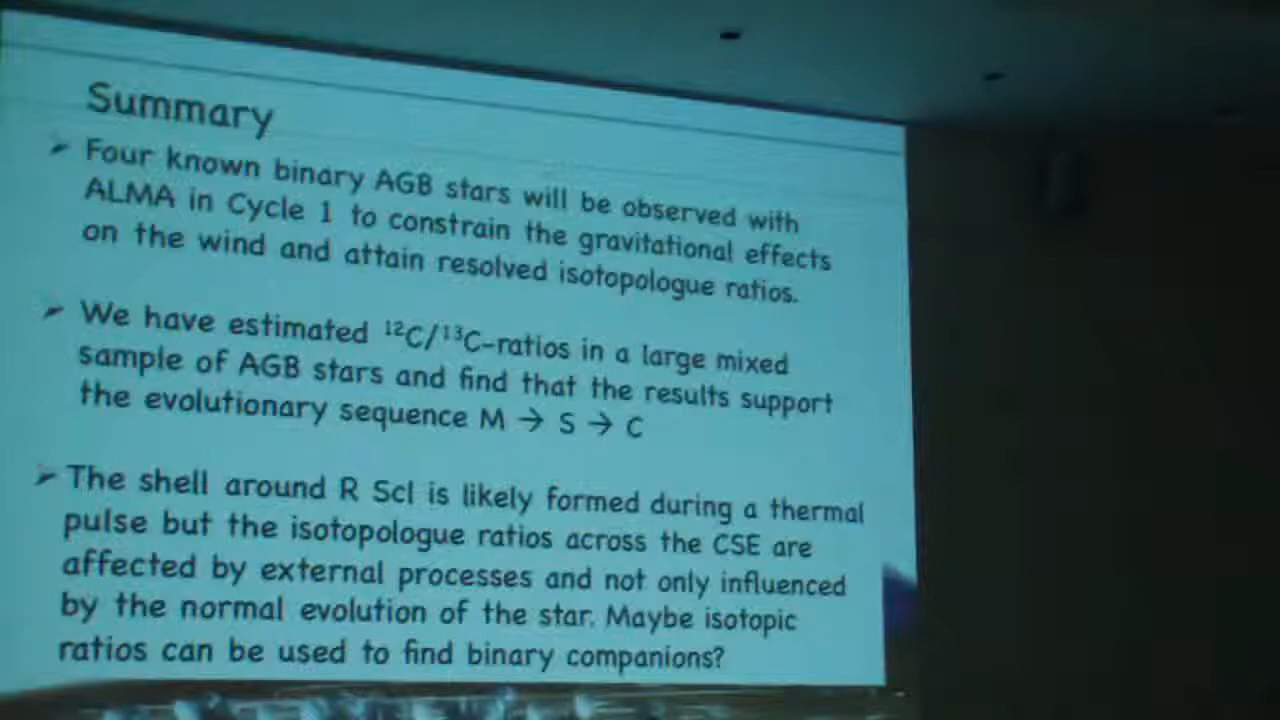 Summary
➢ Four known binary AGB stars will be observed with
ALMA in Cycle 1 to constrain the gravitational effects
on the wind and attain resolved isotopologue ratios.
➢ We have estimated ¹²C/¹³C-ratios in a large mixed
sample of AGB stars and find that the results support
the evolutionary sequence M → S → C
➢ The shell around R Scl is likely formed during a thermal
pulse but the isotopologue ratios across the CSE are
affected by external processes and not only influenced
by the normal evolution of the star. Maybe isotopic
ratios can be used to find binary companions?